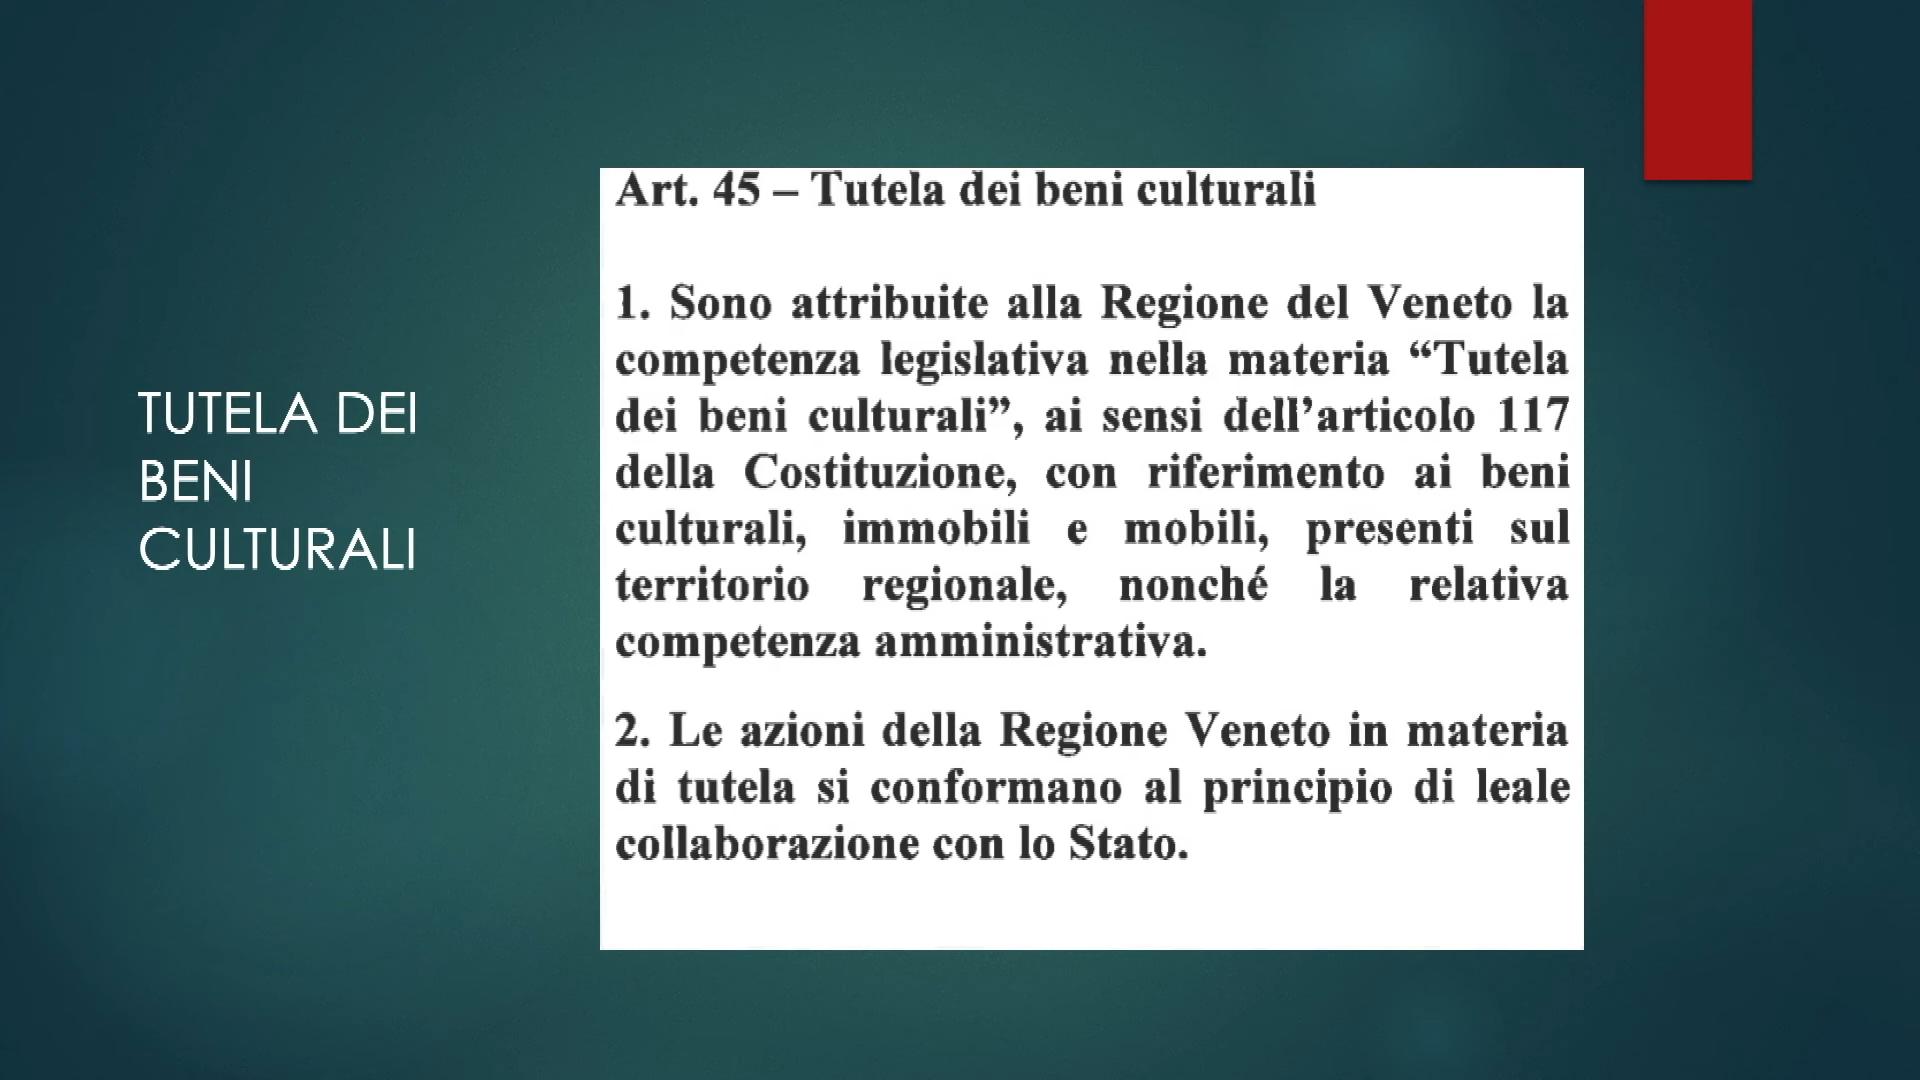 TUTELA DEI
BENI
CULTURALI
Art. 45 – Tutela dei beni culturali
1. Sono attribuite alla Regione del Veneto la
competenza legislativa nella materia “Tutela
dei beni culturali”, ai sensi dell’articolo 117
della Costituzione, con riferimento ai beni
culturali, immobili e mobili, presenti sul
territorio regionale, nonché la relativa
competenza amministrativa.
2. Le azioni della Regione Veneto in materia
di tutela si conformano al principio di leale
collaborazione con lo Stato.